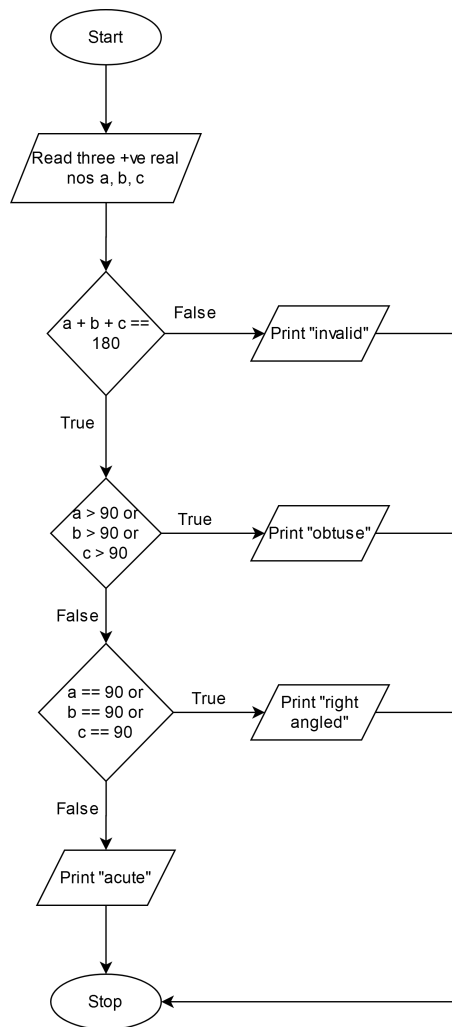 Start
Read three +ve real
nos a, b, c
a + b + c ==
180
False
Print "invalid"
True
a > 90 or
b > 90 or
c > 90
True
Print "obtuse"
False
a == 90 or
b == 90 or
c == 90
True
Print "right
angled"
False
Print "acute"
Stop